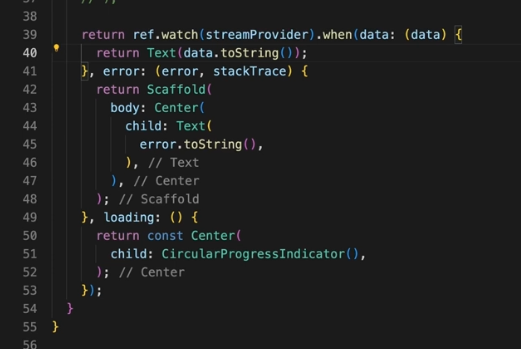 38
39 return ref.watch(streamProvider).when(data: (data) {
40 return Text(data.toString());
41 }, error: (error, stackTrace) {
42 return Scaffold(
43 body: Center(
44 child: Text(
45 error.toString(),
46 ), // Text
47 ), // Center
48 ); // Scaffold
49 }, loading: () {
50 return const Center(
51 child: CircularProgressIndicator(),
52 ); // Center
53 });
54 }
55 }
56